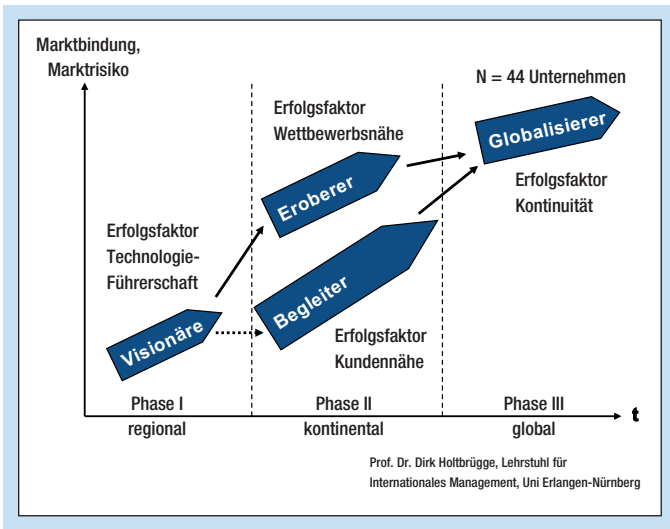 Marktbindung,
Marktrisiko
N = 44 Unternehmen
Erfolgsfaktor
Wettbewerbsnähe
Globalisierer
Eroberer
Erfolgsfaktor
Kontinuität
Erfolgsfaktor
Technologie-
Führerschaft
Begleiter
Visionäre
Erfolgsfaktor
Kundennähe
Phase I
regional
Phase II
kontinental
Phase III
global
t
Prof. Dr. Dirk Holtbrügge, Lehrstuhl für
Internationales Management, Uni Erlangen-Nürnberg